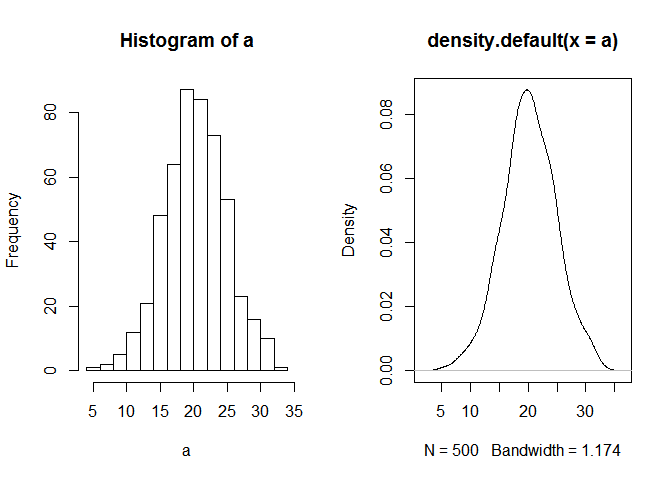 Histogram of a
Frequency
0 20 40 60 80
5 10 15 20 25 30 35
a
density.default(x = a)
Density
0.00 0.02 0.04 0.06 0.08
5 10 20 30
N = 500 Bandwidth = 1.174